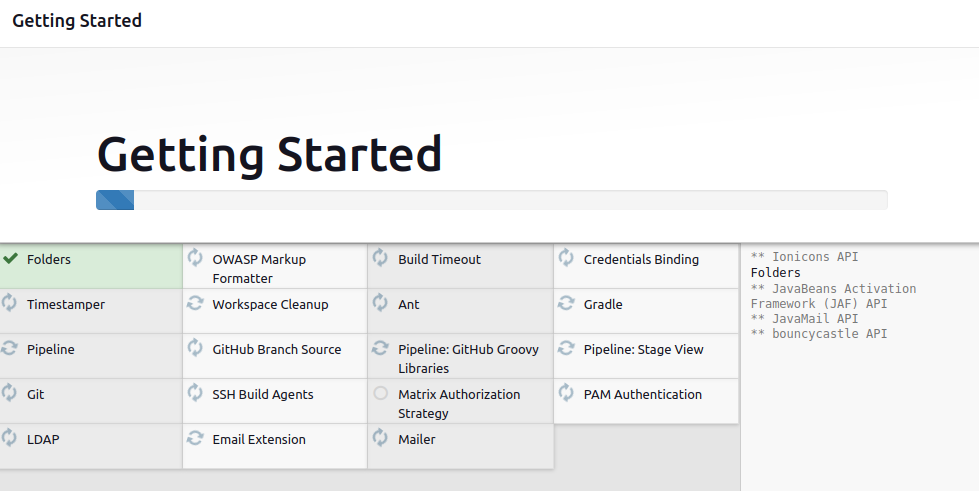 Getting Started
Getting Started
Folders
OWASP Markup
Formatter
Build Timeout
Credentials Binding
Timestamper
Workspace Cleanup
Ant
Gradle
Pipeline
GitHub Branch Source
Pipeline: GitHub Groovy
Libraries
Pipeline: Stage View
Git
SSH Build Agents
Matrix Authorization
Strategy
PAM Authentication
LDAP
Email Extension
Mailer
** Ionicons API
Folders
** JavaBeans Activation
Framework (JAF) API
** JavaMail API
** bouncycastle API